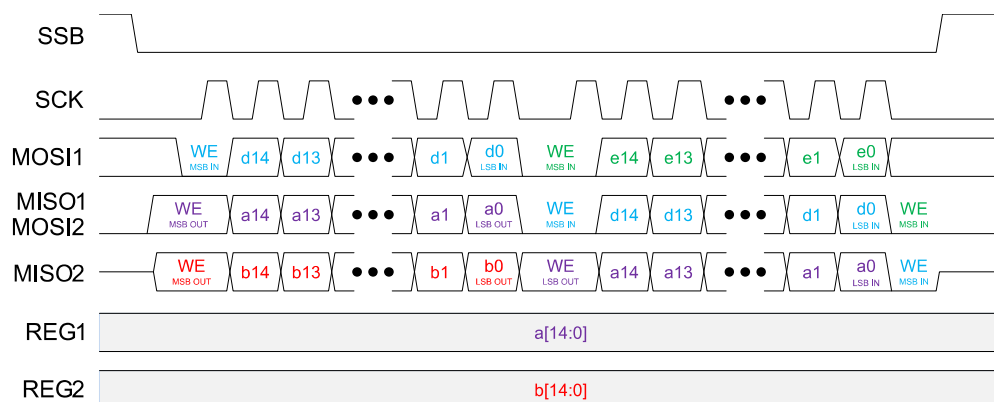 SSB
SCK
MOSI1 WE d14 d13 ••• d1 d0 WE e14 e13 ••• e1 e0
MSB IN LSB IN MSB IN LSB IN
MISO1
MOSI2 WE a14 a13 ••• a1 a0 WE d14 d13 ••• d1 d0 WE
MSB OUT LSB OUT MSB IN LSB IN MSB IN
MISO2 WE b14 b13 ••• b1 b0 WE a14 a13 ••• a1 a0 WE
MSB OUT LSB OUT LSB OUT LSB IN MSB IN
REG1 a[14:0]
REG2 b[14:0]